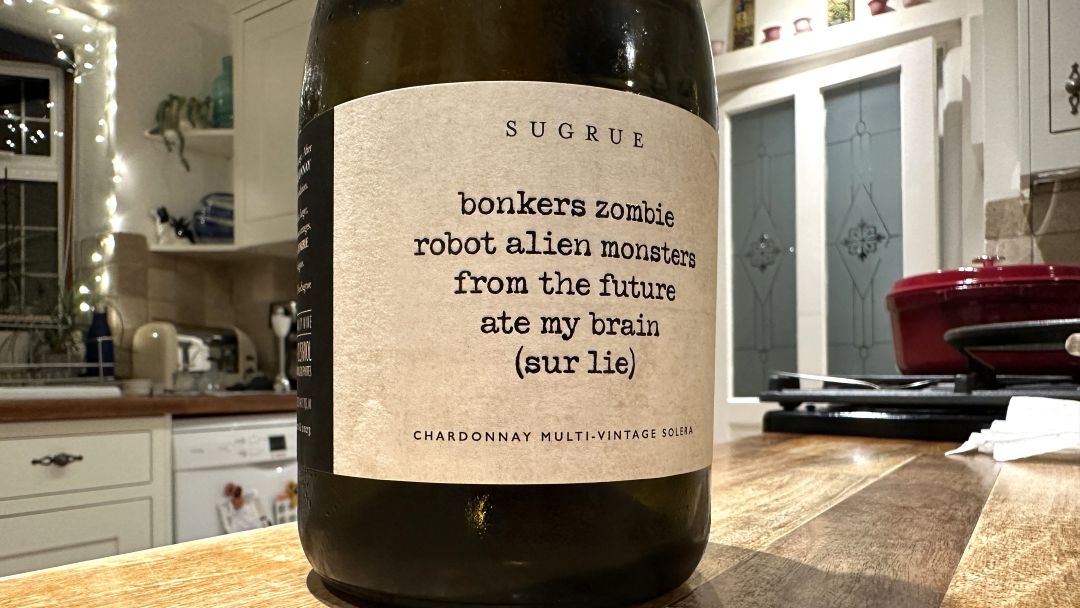 SUGRUE
bonkers zombie
robot alien monsters
from the future
ate my brain
(sur lie)
CHARDONNAY MULTI-VINTAGE SOLERA